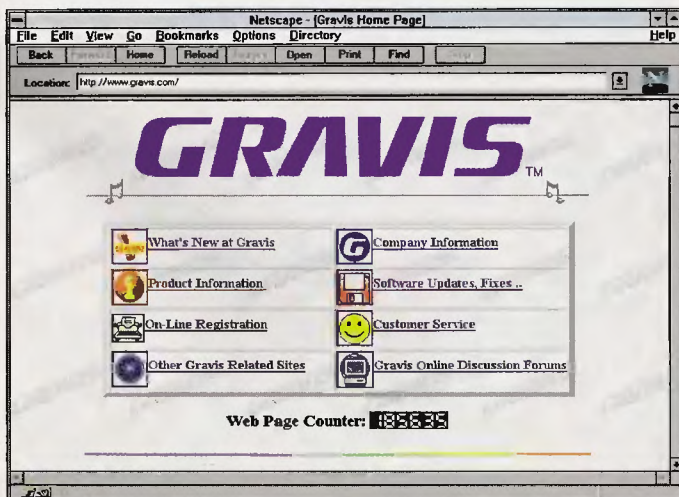 Netscape - [Gravis Home Page]
File Edit View Go Bookmarks Options Directory Help
Back Home Reload Open Print Find
Location: http://www.gravis.com/
GRAVIS™
What's New at Gravis
Company Information
Product Information
Software Updates, Fixes ..
On-Line Registration
Customer Service
Other Gravis Related Sites
Gravis Online Discussion Forums
Web Page Counter: